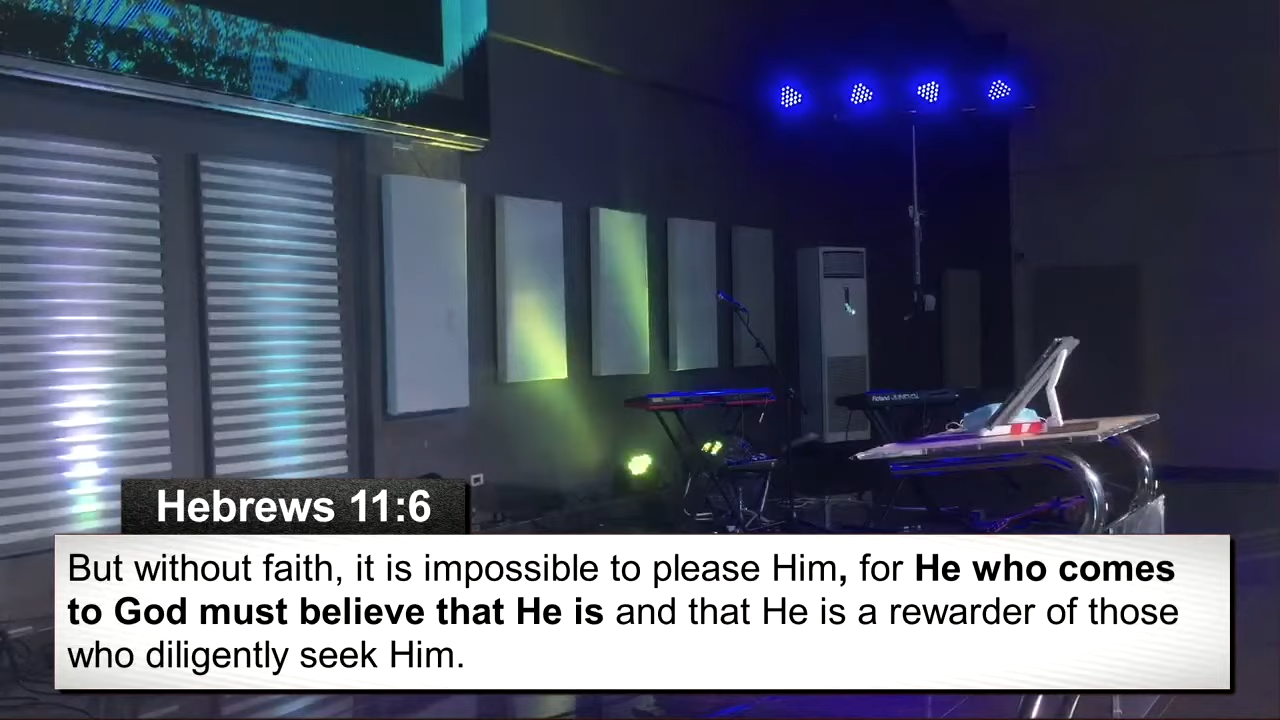 Roland
Hebrews 11:6
But without faith, it is impossible to please Him, for He who comes
to God must believe that He is and that He is a rewarder of those
who diligently seek Him.